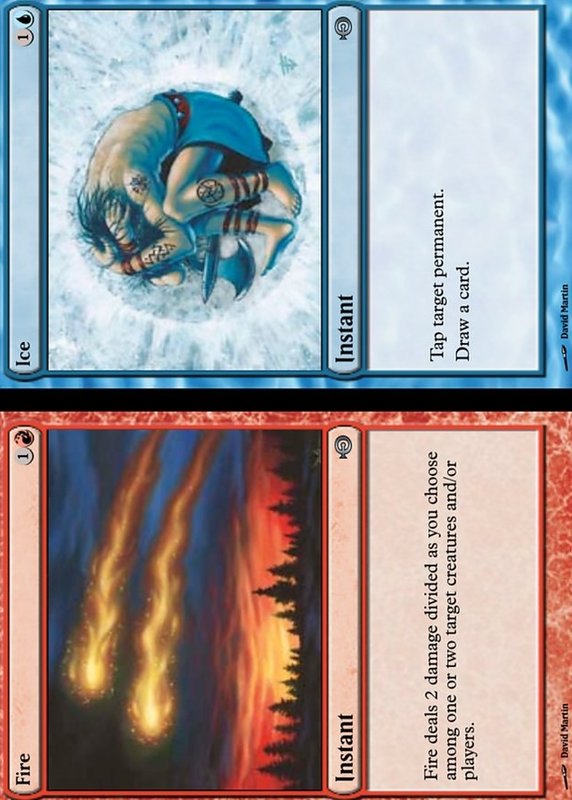 Fire
1
Instant
Fire deals 2 damage divided as you choose
among one or two target creatures and/or
players.
David Martin
Ice
1
Instant
Tap target permanent.
Draw a card.
David Martin